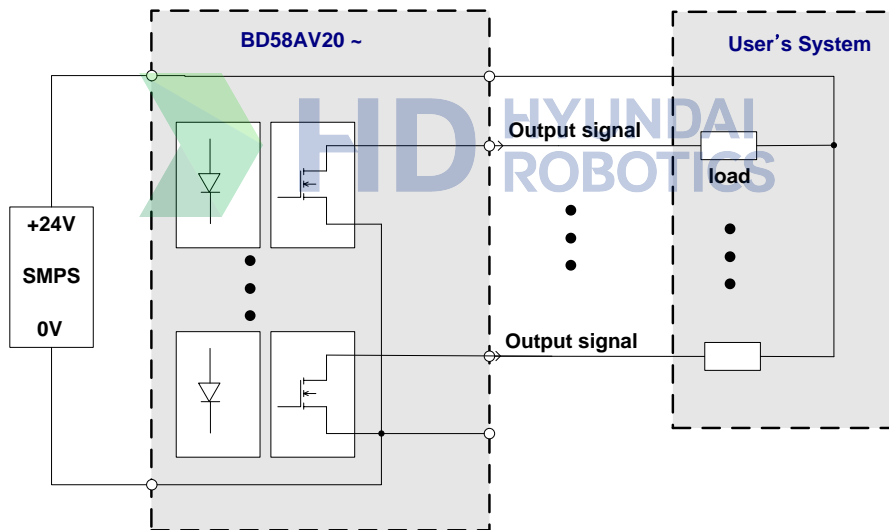 BD58AV20 ~
User's System
HD HYUNDAI
ROBOTICS
Output signal
load
+24V
SMPS
0V
Output signal